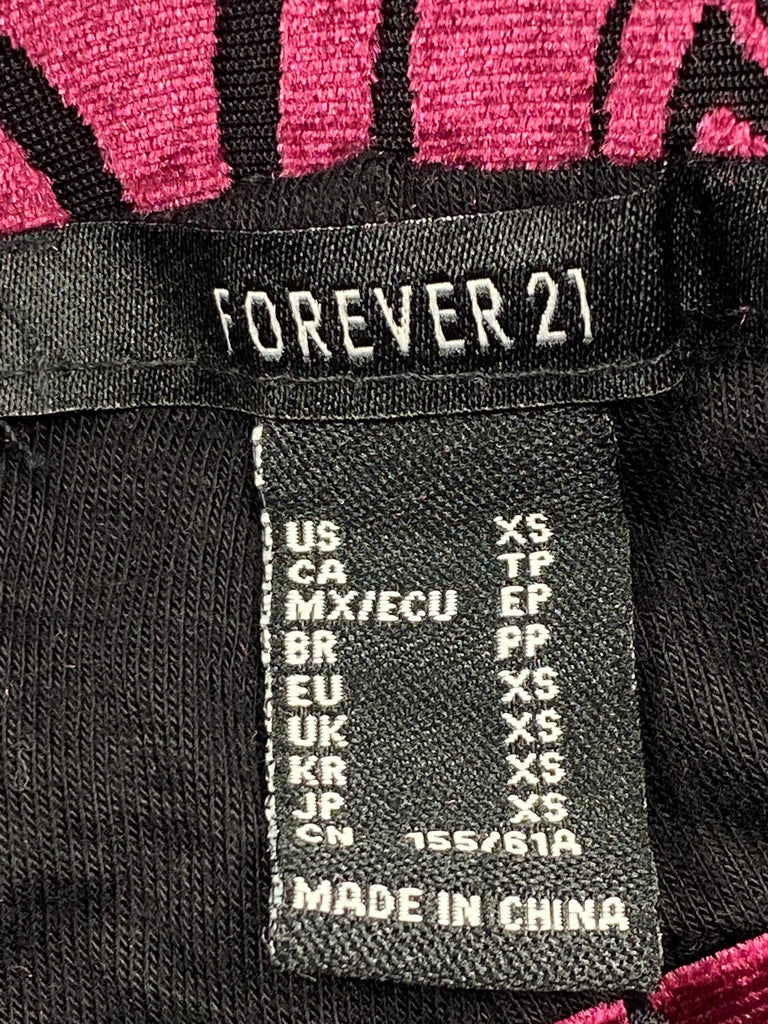 FOREVER 21
US XS
CA TP
MX/ECU EP
BR PP
EU XS
UK XS
KR XS
JP XS
CN 155/61A
MADE IN CHINA